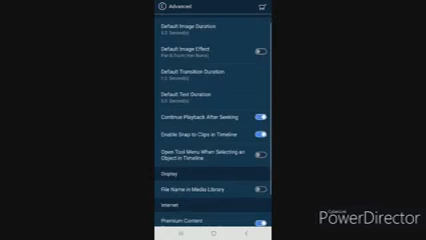 Advanced
Default Image Duration
Default Image Effect
Default Transition Duration
Default Text Duration
Continue Playback After Seeking
Enable Snap to Clips in Timeline
Open Tool Menu When Selecting an
Object in Timeline
Display
File Name in Media Library
Internet
Premium Content
PowerDirector